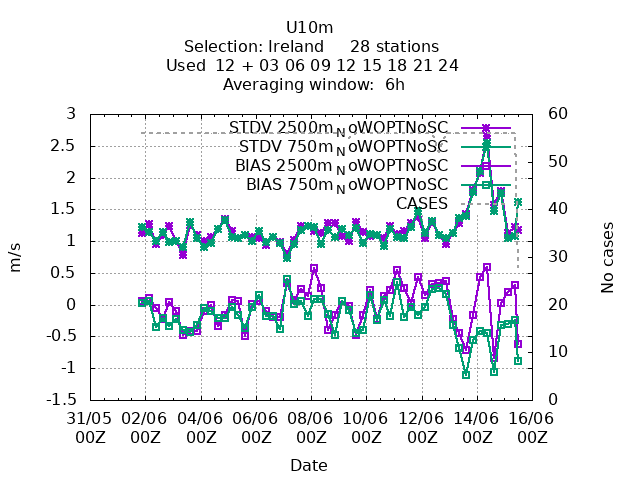 U10m
Selection: Ireland 28 stations
Used 12 + 03 06 09 12 15 18 21 24
Averaging window: 6h
STDV 2500m_NoWOPTNoSC
STDV 750m_NoWOPTNoSC
BIAS 2500m_NoWOPTNoSC
BIAS 750m_NoWOPTNoSC
CASES
m/s
3
2.5
2
1.5
1
0.5
0
-0.5
-1
-1.5
60
50
40
30
20
10
0
No cases
31/05 02/06 04/06 06/06 08/06 10/06 12/06 14/06 16/06
00Z 00Z 00Z 00Z 00Z 00Z 00Z 00Z 00Z
Date